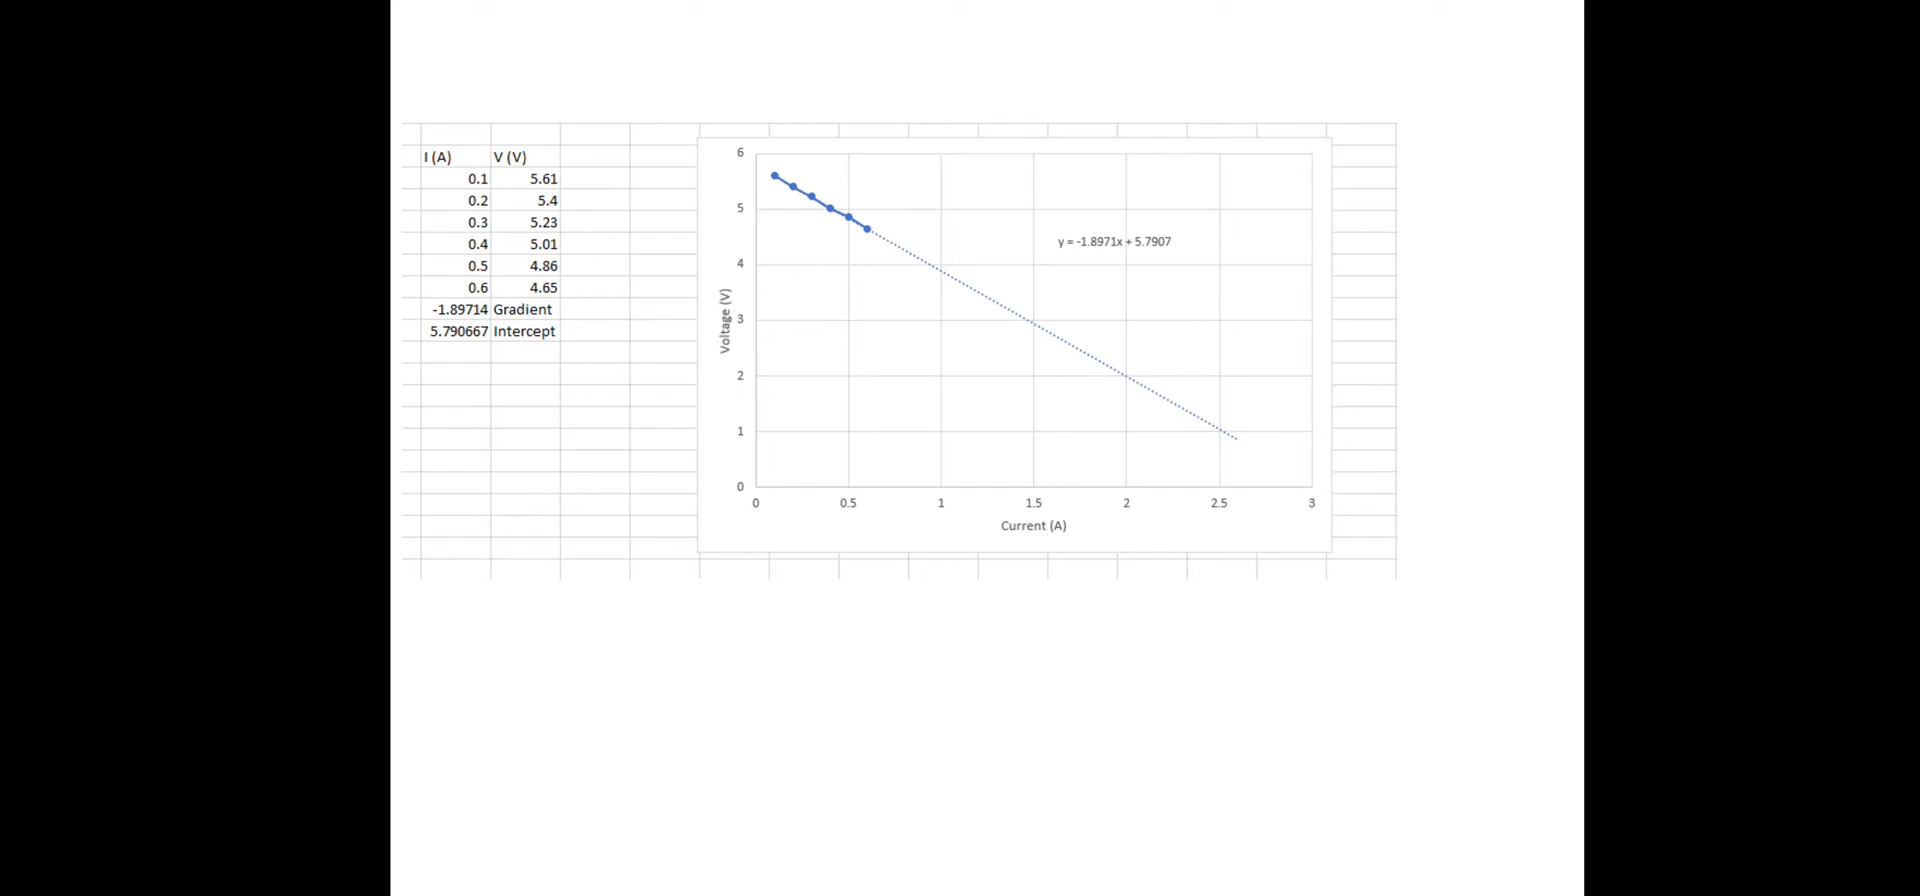 I (A) V (V)
0.1 5.61
0.2 5.4
0.3 5.23
0.4 5.01
0.5 4.86
0.6 4.65
-1.89714 Gradient
5.790667 Intercept
6
5
4
3
2
1
0
Voltage (V)
y = -1.8971x + 5.7907
0 0.5 1 1.5 2 2.5 3
Current (A)